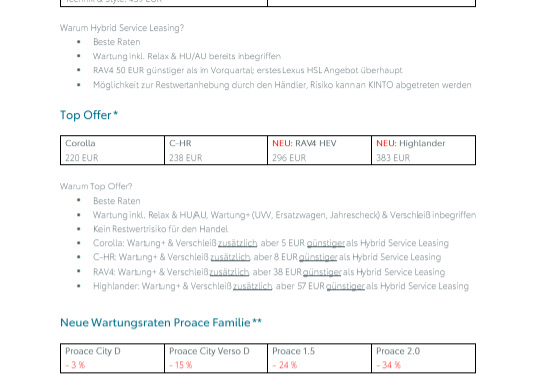 Technik & Style: 459 EUR
Warum Hybrid Service Leasing?
• Beste Raten
• Wartung inkl. Relax & HU/AU bereits inbegriffen
• RAV4 50 EUR günstiger als im Vorquartal; erstes Lexus HSL Angebot überhaupt
• Möglichkeit zur Restwertanhebung durch den Händler, Risiko kann an KINTO abgetreten werden
Top Offer*
Corolla C-HR NEU: RAV4 HEV NEU: Highlander
220 EUR 238 EUR 296 EUR 383 EUR
Warum Top Offer?
• Beste Raten
• Wartung inkl. Relax & HU/AU, Wartung+ (UVV, Ersatzwagen, Jahrescheck) & Verschleiß inbegriffen
• Kein Restwertrisiko für den Handel
• Corolla: Wartung+ & Verschleiß zusätzlich, aber 5 EUR günstiger als Hybrid Service Leasing
• C-HR: Wartung+ & Verschleiß zusätzlich, aber 8 EUR günstiger als Hybrid Service Leasing
• RAV4: Wartung+ & Verschleiß zusätzlich, aber 38 EUR günstiger als Hybrid Service Leasing
• Highlander: Wartung+ & Verschleiß zusätzlich, aber 57 EUR günstiger als Hybrid Service Leasing
Neue Wartungsraten Proace Familie**
Proace City D Proace City Verso D Proace 1.5 Proace 2.0
- 3 % - 15 % - 24 % - 34 %